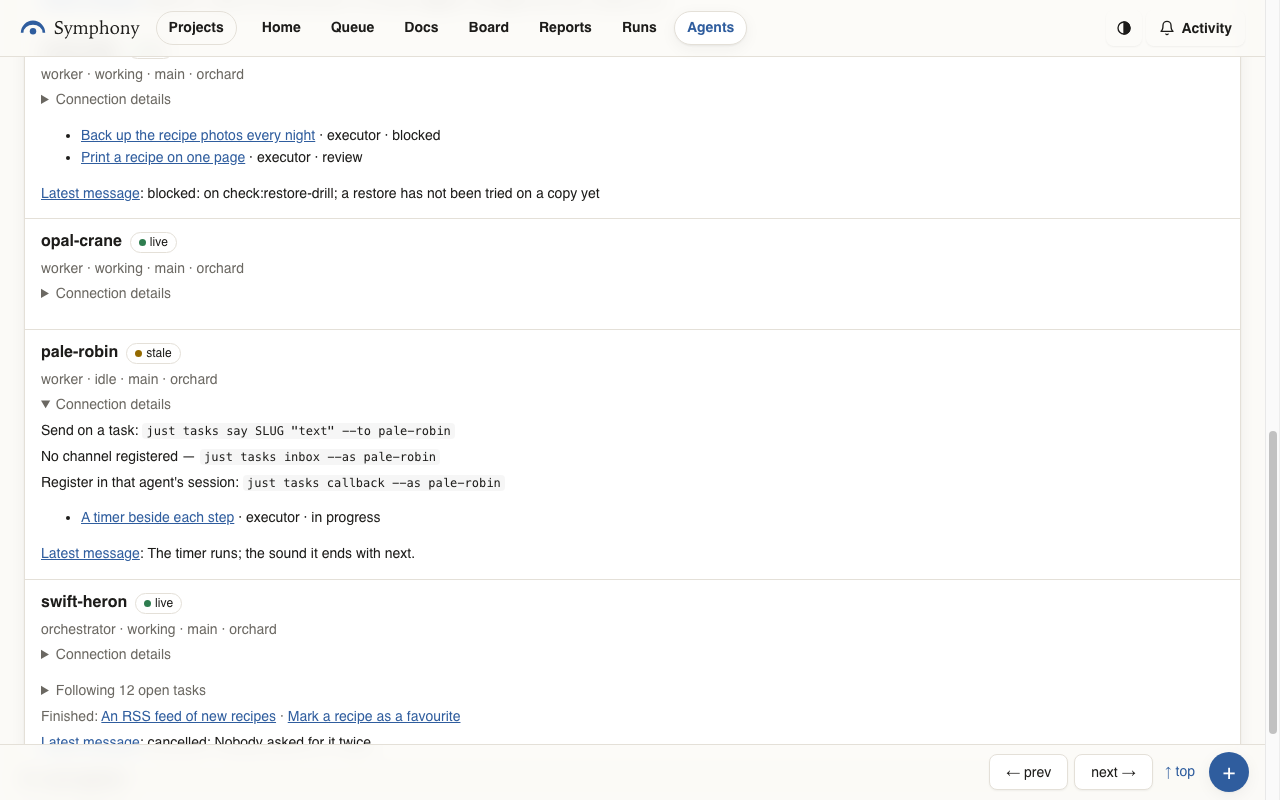 Symphony Projects Home Queue Docs Board Reports Runs Agents Activity
worker · working · main · orchard
Connection details
Back up the recipe photos every night · executor · blocked
Print a recipe on one page · executor · review
Latest message: blocked: on check:restore-drill; a restore has not been tried on a copy yet
opal-crane live
worker · working · main · orchard
Connection details
pale-robin stale
worker · idle · main · orchard
Connection details
Send on a task: just tasks say SLUG "text" --to pale-robin
No channel registered — just tasks inbox --as pale-robin
Register in that agent's session: just tasks callback --as pale-robin
A timer beside each step · executor · in progress
Latest message: The timer runs; the sound it ends with next.
swift-heron live
orchestrator · working · main · orchard
Connection details
Following 12 open tasks
Finished: An RSS feed of new recipes · Mark a recipe as a favourite
Latest message: cancelled: Nobody asked for it twice
← prev next → ↑ top +